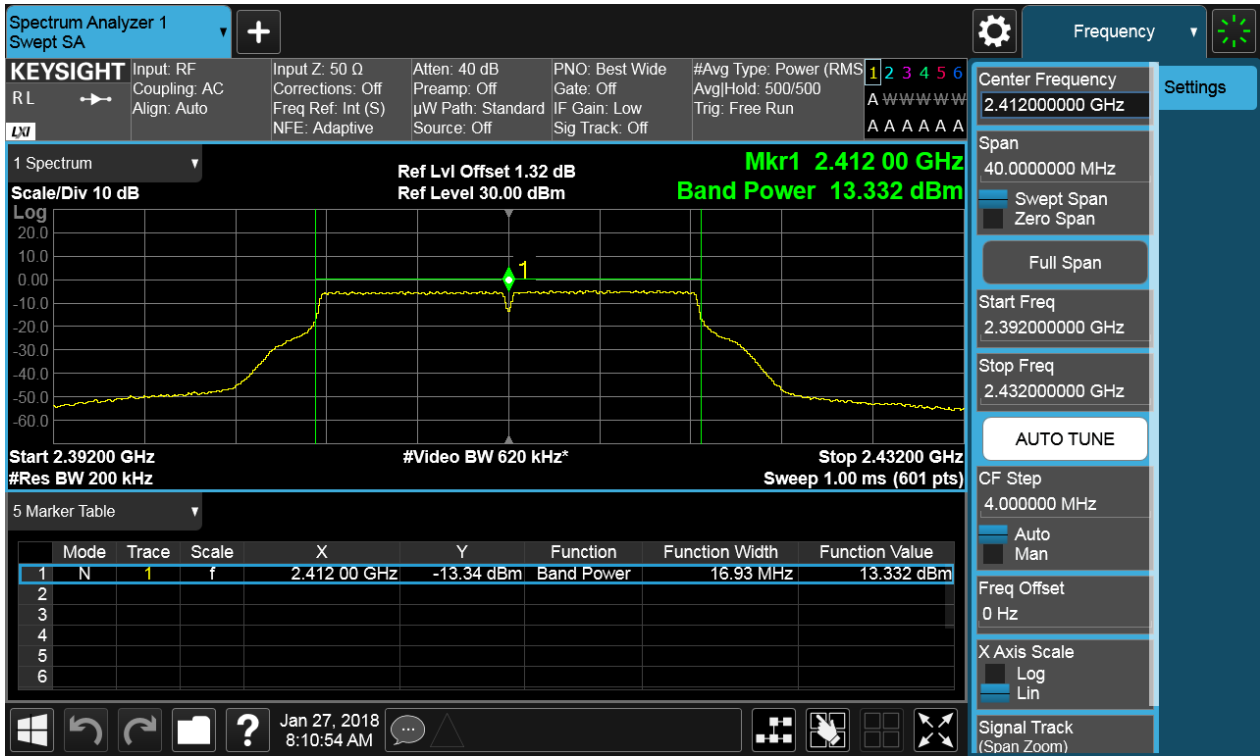 Spectrum Analyzer 1
Swept SA
Frequency
KEYSIGHT
R L
LXI
Input: RF
Coupling: AC
Align: Auto
Input Z: 50 Ω
Corrections: Off
Freq Ref: Int (S)
NFE: Adaptive
Atten: 40 dB
Preamp: Off
µW Path: Standard
Source: Off
PNO: Best Wide
Gate: Off
IF Gain: Low
Sig Track: Off
#Avg Type: Power (RMS
Avg|Hold: 500/500
Trig: Free Run
1 2 3 4 5 6
A W W W W W
A A A A A A
1 Spectrum
Scale/Div 10 dB
Ref Lvl Offset 1.32 dB
Ref Level 30.00 dBm
Mkr1 2.412 00 GHz
Band Power 13.332 dBm
Log
20.0
10.0
0.00
-10.0
-20.0
-30.0
-40.0
-50.0
-60.0
1
Start 2.39200 GHz
#Video BW 620 kHz*
Stop 2.43200 GHz
#Res BW 200 kHz
Sweep 1.00 ms (601 pts)
5 Marker Table
Mode Trace Scale X Y Function Function Width Function Value
1 N 1 f 2.412 00 GHz -13.34 dBm Band Power 16.93 MHz 13.332 dBm
2
3
4
5
6
Jan 27, 2018
8:10:54 AM
Center Frequency
2.412000000 GHz
Settings
Span
40.0000000 MHz
Swept Span
Zero Span
Full Span
Start Freq
2.392000000 GHz
Stop Freq
2.432000000 GHz
AUTO TUNE
CF Step
4.000000 MHz
Auto
Man
Freq Offset
0 Hz
X Axis Scale
Log
Lin
Signal Track
(Span Zoom)